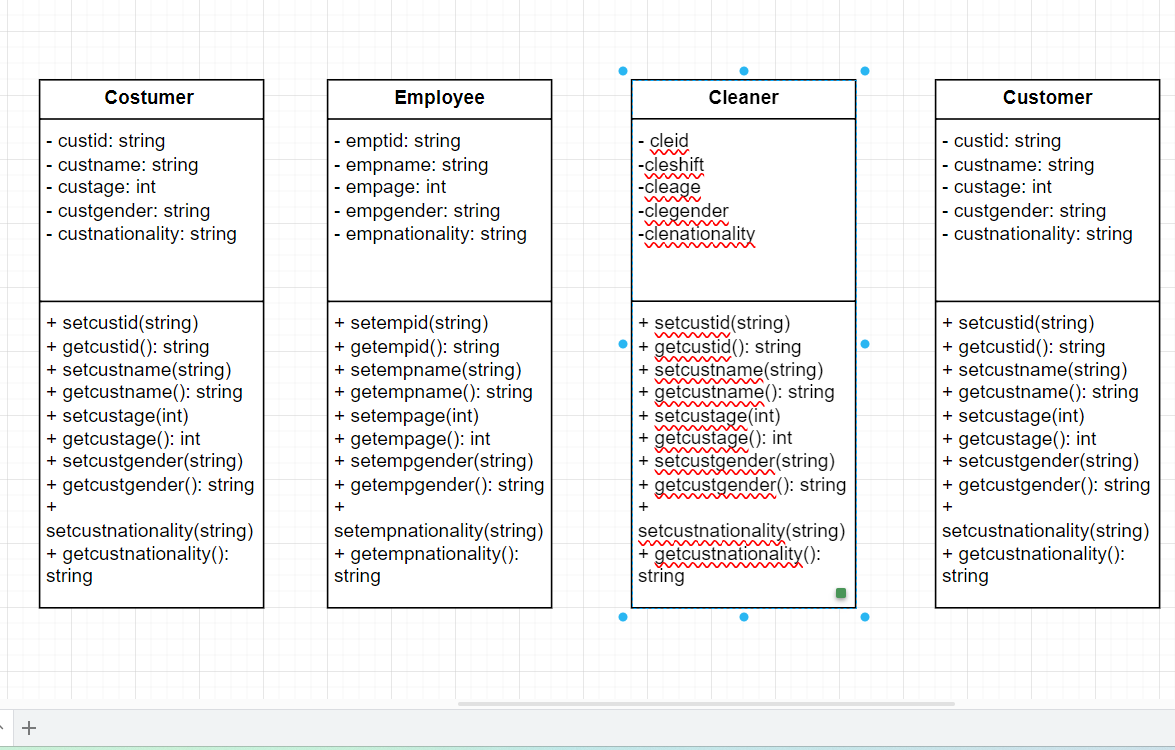 Costumer
- custid: string
- custname: string
- custage: int
- custgender: string
- custnationality: string
+ setcustid(string)
+ getcustid(): string
+ setcustname(string)
+ getcustname(): string
+ setcustage(int)
+ getcustage(): int
+ setcustgender(string)
+ getcustgender(): string
+
setcustnationality(string)
+ getcustnationality():
string
Employee
- emptid: string
- empname: string
- empage: int
- empgender: string
- empnationality: string
+ setempid(string)
+ getempid(): string
+ setempname(string)
+ getempname(): string
+ setempage(int)
+ getempage(): int
+ setempgender(string)
+ getempgender(): string
+
setempnationality(string)
+ getempnationality():
string
Cleaner
- cleid
-cleshift
-cleage
-clegender
-clenationality
+ setcustid(string)
+ getcustid(): string
+ setcustname(string)
+ getcustname(): string
+ setcustage(int)
+ getcustage(): int
+ setcustgender(string)
+ getcustgender(): string
+
setcustnationality(string)
+ getcustnationality():
string
Customer
- custid: string
- custname: string
- custage: int
- custgender: string
- custnationality: string
+ setcustid(string)
+ getcustid(): string
+ setcustname(string)
+ getcustname(): string
+ setcustage(int)
+ getcustage(): int
+ setcustgender(string)
+ getcustgender(): string
+
setcustnationality(string)
+ getcustnationality():
string